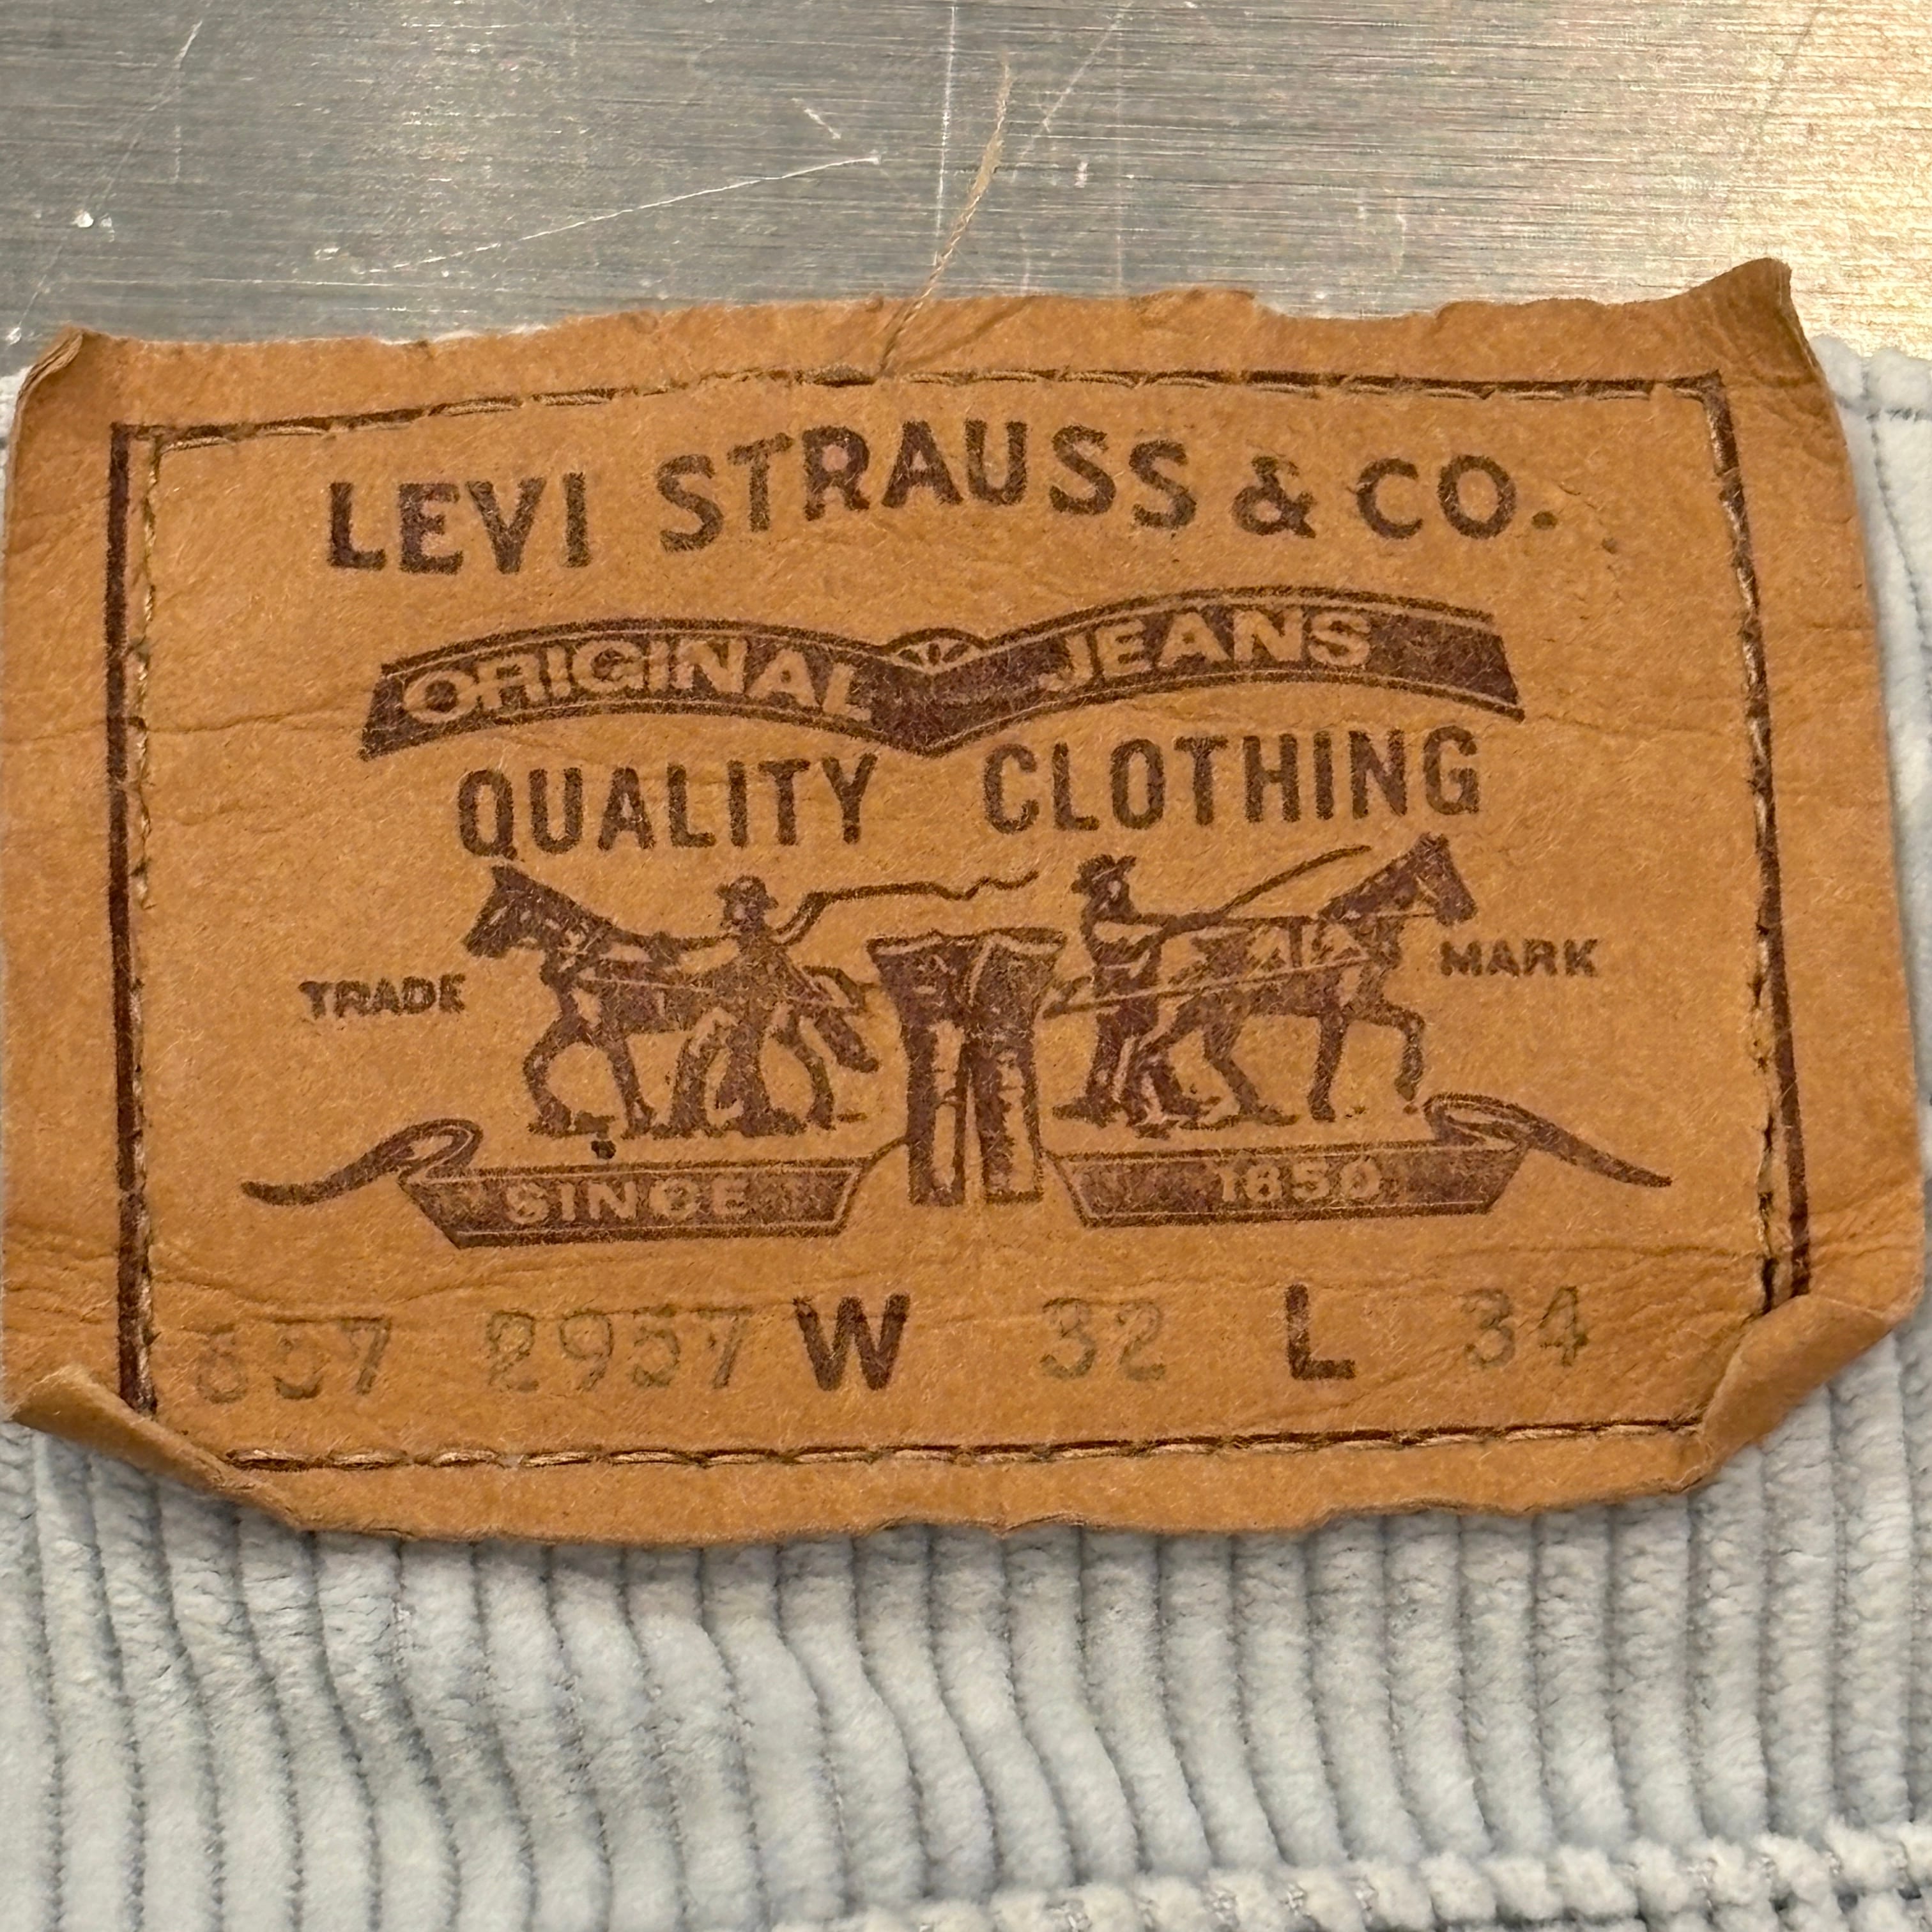 LEVI STRAUSS & CO.
ORIGINAL JEANS
QUALITY CLOTHING
TRADE MARK
SINCE 1850
W 32 L 34